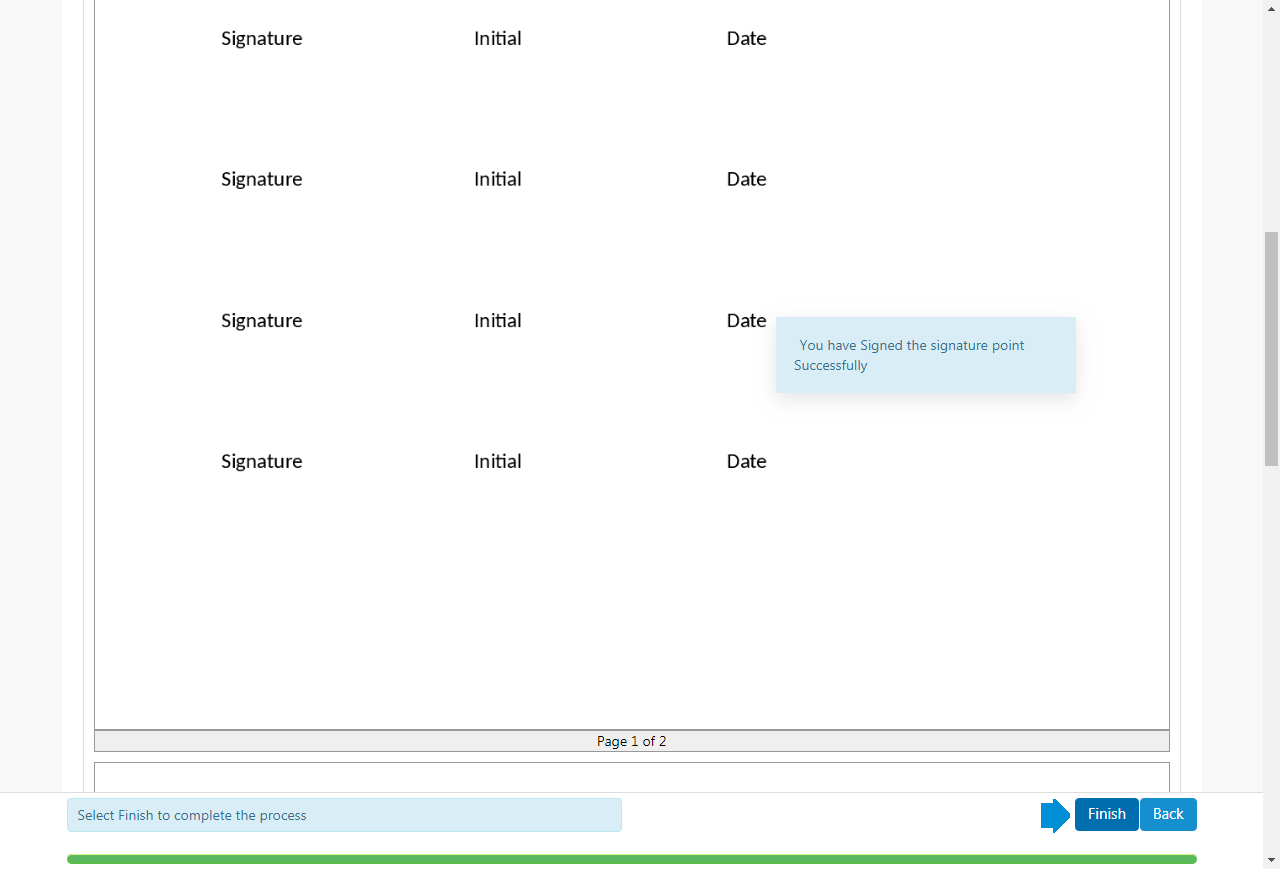 Signature Initial Date
Signature Initial Date
Signature Initial Date
You have Signed the signature point
Successfully
Signature Initial Date
Page 1 of 2
Select Finish to complete the process
Finish Back